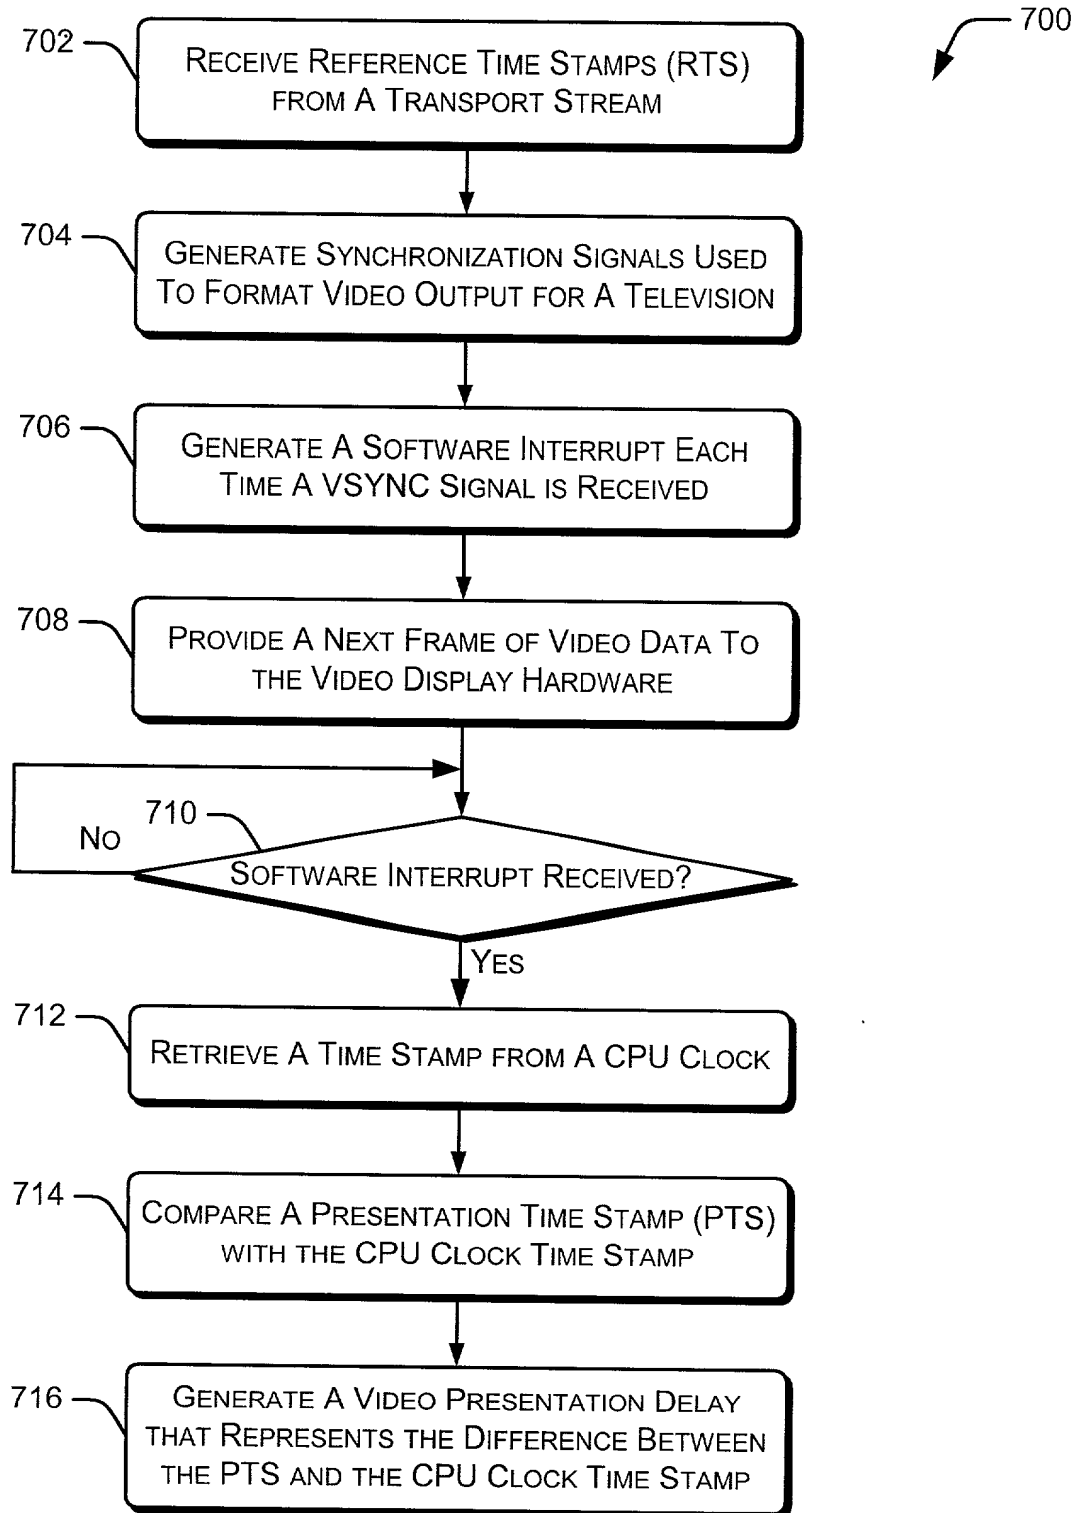 700
702
RECEIVE REFERENCE TIME STAMPS (RTS)
FROM A TRANSPORT STREAM
704
GENERATE SYNCHRONIZATION SIGNALS USED
TO FORMAT VIDEO OUTPUT FOR A TELEVISION
706
GENERATE A SOFTWARE INTERRUPT EACH
TIME A VSYNC SIGNAL IS RECEIVED
708
PROVIDE A NEXT FRAME OF VIDEO DATA TO
THE VIDEO DISPLAY HARDWARE
710
NO
SOFTWARE INTERRUPT RECEIVED?
YES
712
RETRIEVE A TIME STAMP FROM A CPU CLOCK
714
COMPARE A PRESENTATION TIME STAMP (PTS)
WITH THE CPU CLOCK TIME STAMP
716
GENERATE A VIDEO PRESENTATION DELAY
THAT REPRESENTS THE DIFFERENCE BETWEEN
THE PTS AND THE CPU CLOCK TIME STAMP